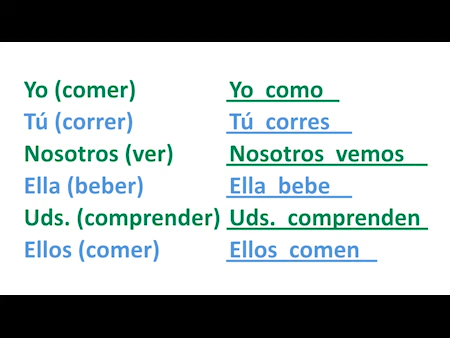 Yo (comer) Yo como
Tú (correr) Tú corres
Nosotros (ver) Nosotros vemos
Ella (beber) Ella bebe
Uds. (comprender) Uds. comprenden
Ellos (comer) Ellos comen